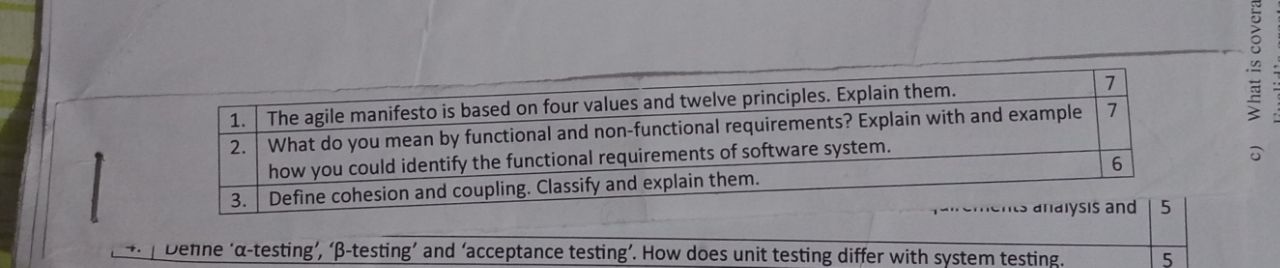 1. The agile manifesto is based on four values and twelve principles. Explain them. 7
2. What do you mean by functional and non-functional requirements? Explain with and example 7
how you could identify the functional requirements of software system.
3. Define cohesion and coupling. Classify and explain them. 6
analysis and 5
4. Define ‘α-testing’, ‘β-testing’ and ‘acceptance testing’. How does unit testing differ with system testing. 5
c) What is covera